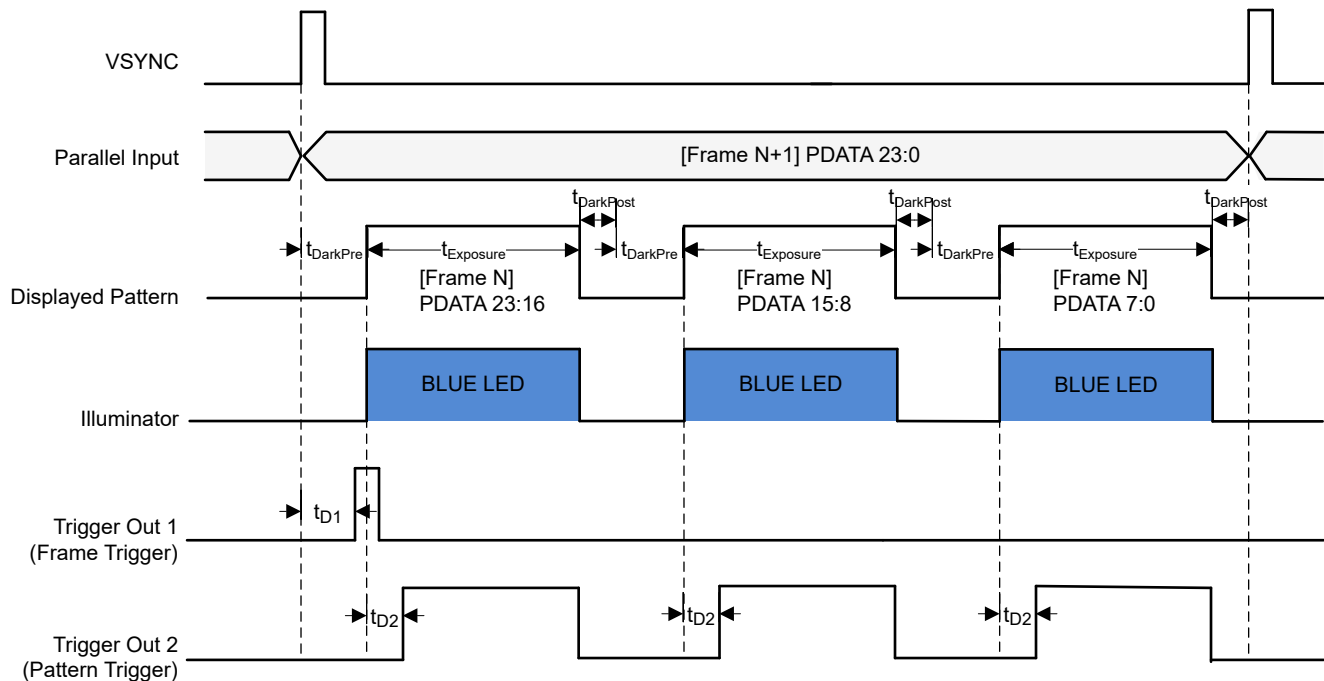 VSYNC
Parallel Input
[Frame N+1] PDATA 23:0
tDarkPost
tDarkPost
tDarkPost
tDarkPre
tExposure
tDarkPre
tExposure
tDarkPre
tExposure
Displayed Pattern
[Frame N]
PDATA 23:16
[Frame N]
PDATA 15:8
[Frame N]
PDATA 7:0
BLUE LED
BLUE LED
BLUE LED
Illuminator
tD1
Trigger Out 1
(Frame Trigger)
tD2
tD2
tD2
Trigger Out 2
(Pattern Trigger)